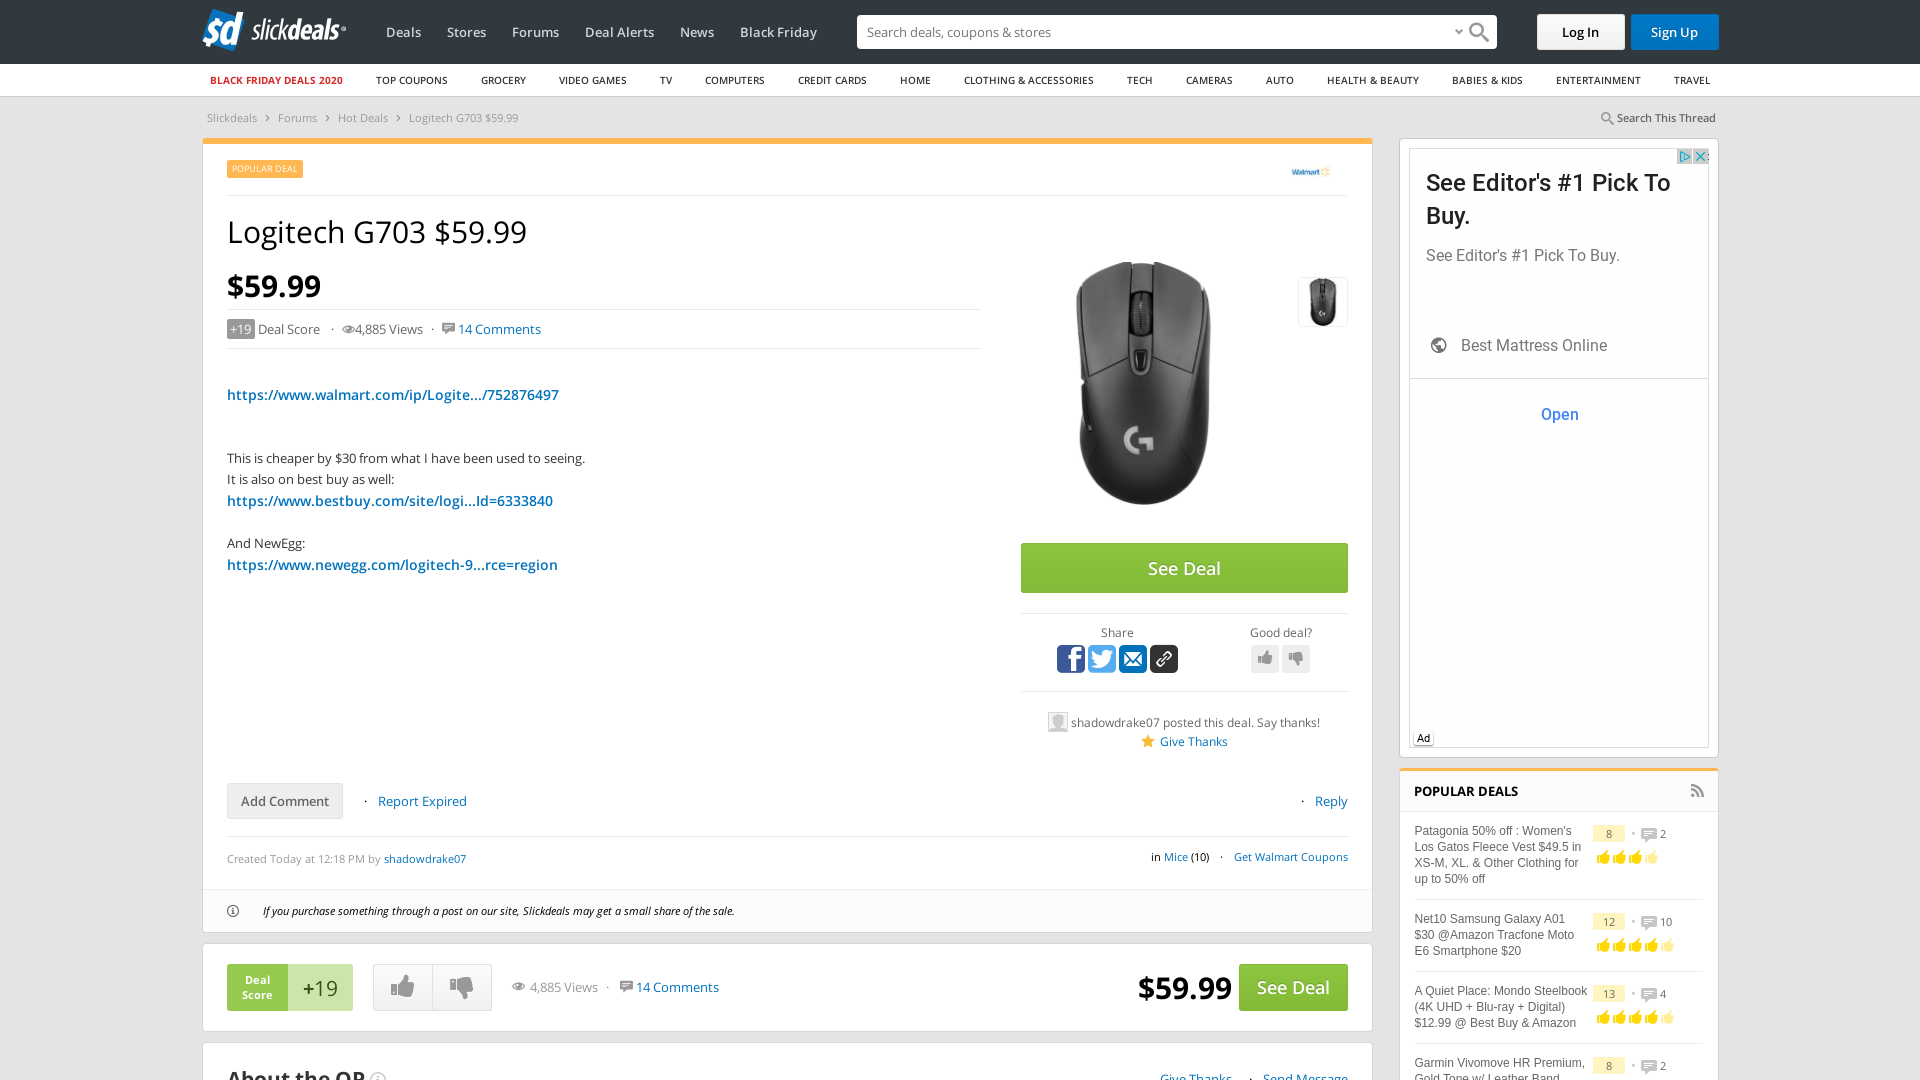 sd slickdeals
Deals
Stores
Forums
Deal Alerts
News
Black Friday
Search deals, coupons & stores
Log In
Sign Up
BLACK FRIDAY DEALS 2020
TOP COUPONS
GROCERY
VIDEO GAMES
TV
COMPUTERS
CREDIT CARDS
HOME
CLOTHING & ACCESSORIES
TECH
CAMERAS
AUTO
HEALTH & BEAUTY
BABIES & KIDS
ENTERTAINMENT
TRAVEL
Slickdeals > Forums > Hot Deals > Logitech G703 $59.99
Search This Thread
POPULAR DEAL
Walmart
Logitech G703 $59.99
$59.99
+19 Deal Score · 4,885 Views · 14 Comments
https://www.walmart.com/ip/Logite.../752876497
This is cheaper by $30 from what I have been used to seeing.
It is also on best buy as well:
https://www.bestbuy.com/site/logi...Id=6333840
And NewEgg:
https://www.newegg.com/logitech-9...rce=region
See Deal
Share
Good deal?
shadowdrake07 posted this deal. Say thanks!
Give Thanks
Add Comment · Report Expired
· Reply
Created Today at 12:18 PM by shadowdrake07
in Mice (10) · Get Walmart Coupons
If you purchase something through a post on our site, Slickdeals may get a small share of the sale.
Deal
Score
+19
4,885 Views · 14 Comments
$59.99
See Deal
About the OP
Give Thanks · Send Message
See Editor's #1 Pick To
Buy.
See Editor's #1 Pick To Buy.
Best Mattress Online
Open
Ad
POPULAR DEALS
Patagonia 50% off : Women's
Los Gatos Fleece Vest $49.5 in
XS-M, XL. & Other Clothing for
up to 50% off
8 • 2
Net10 Samsung Galaxy A01
$30 @Amazon Tracfone Moto
E6 Smartphone $20
12 • 10
A Quiet Place: Mondo Steelbook
(4K UHD + Blu-ray + Digital)
$12.99 @ Best Buy & Amazon
13 • 4
Garmin Vivomove HR Premium,
Gold Tone w/ Leather Band
8 • 2